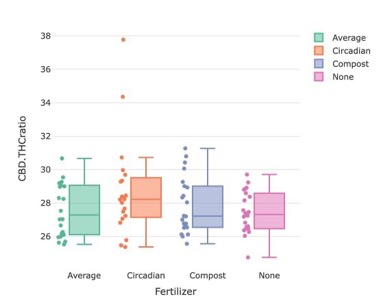 38
36
34
32
30
28
26
CBD.THCratio
Average
Circadian
Compost
None
Fertilizer
Average
Circadian
Compost
None